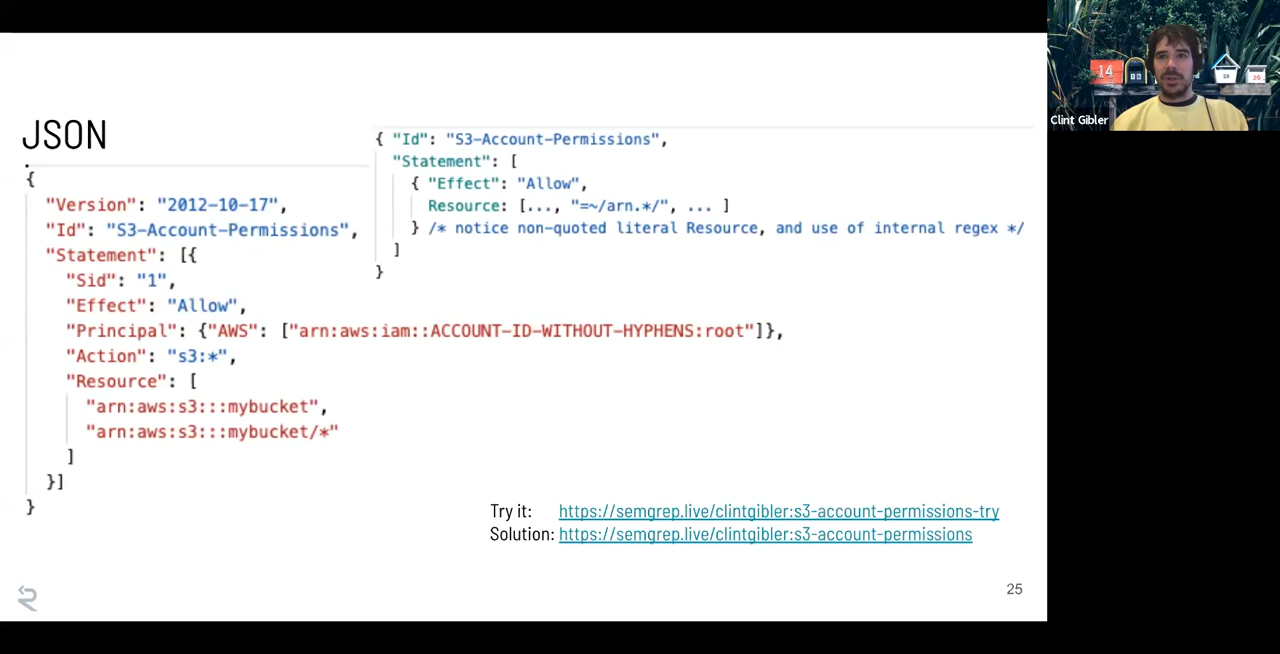 JSON
{
"Version": "2012-10-17",
"Id": "S3-Account-Permissions",
"Statement": [{
"Sid": "1",
"Effect": "Allow",
"Principal": {"AWS": ["arn:aws:iam::ACCOUNT-ID-WITHOUT-HYPHENS:root"]},
"Action": "s3:*",
"Resource": [
"arn:aws:s3:::mybucket",
"arn:aws:s3:::mybucket/*"
]
}]
}
{ "Id": "S3-Account-Permissions",
"Statement": [
{ "Effect": "Allow",
Resource: [..., "=~/arn.*/", ... ]
} /* notice non-quoted literal Resource, and use of internal regex */
]
}
Try it: https://semgrep.live/clintgibler:s3-account-permissions-try
Solution: https://semgrep.live/clintgibler:s3-account-permissions
25
14
Clint Gibler